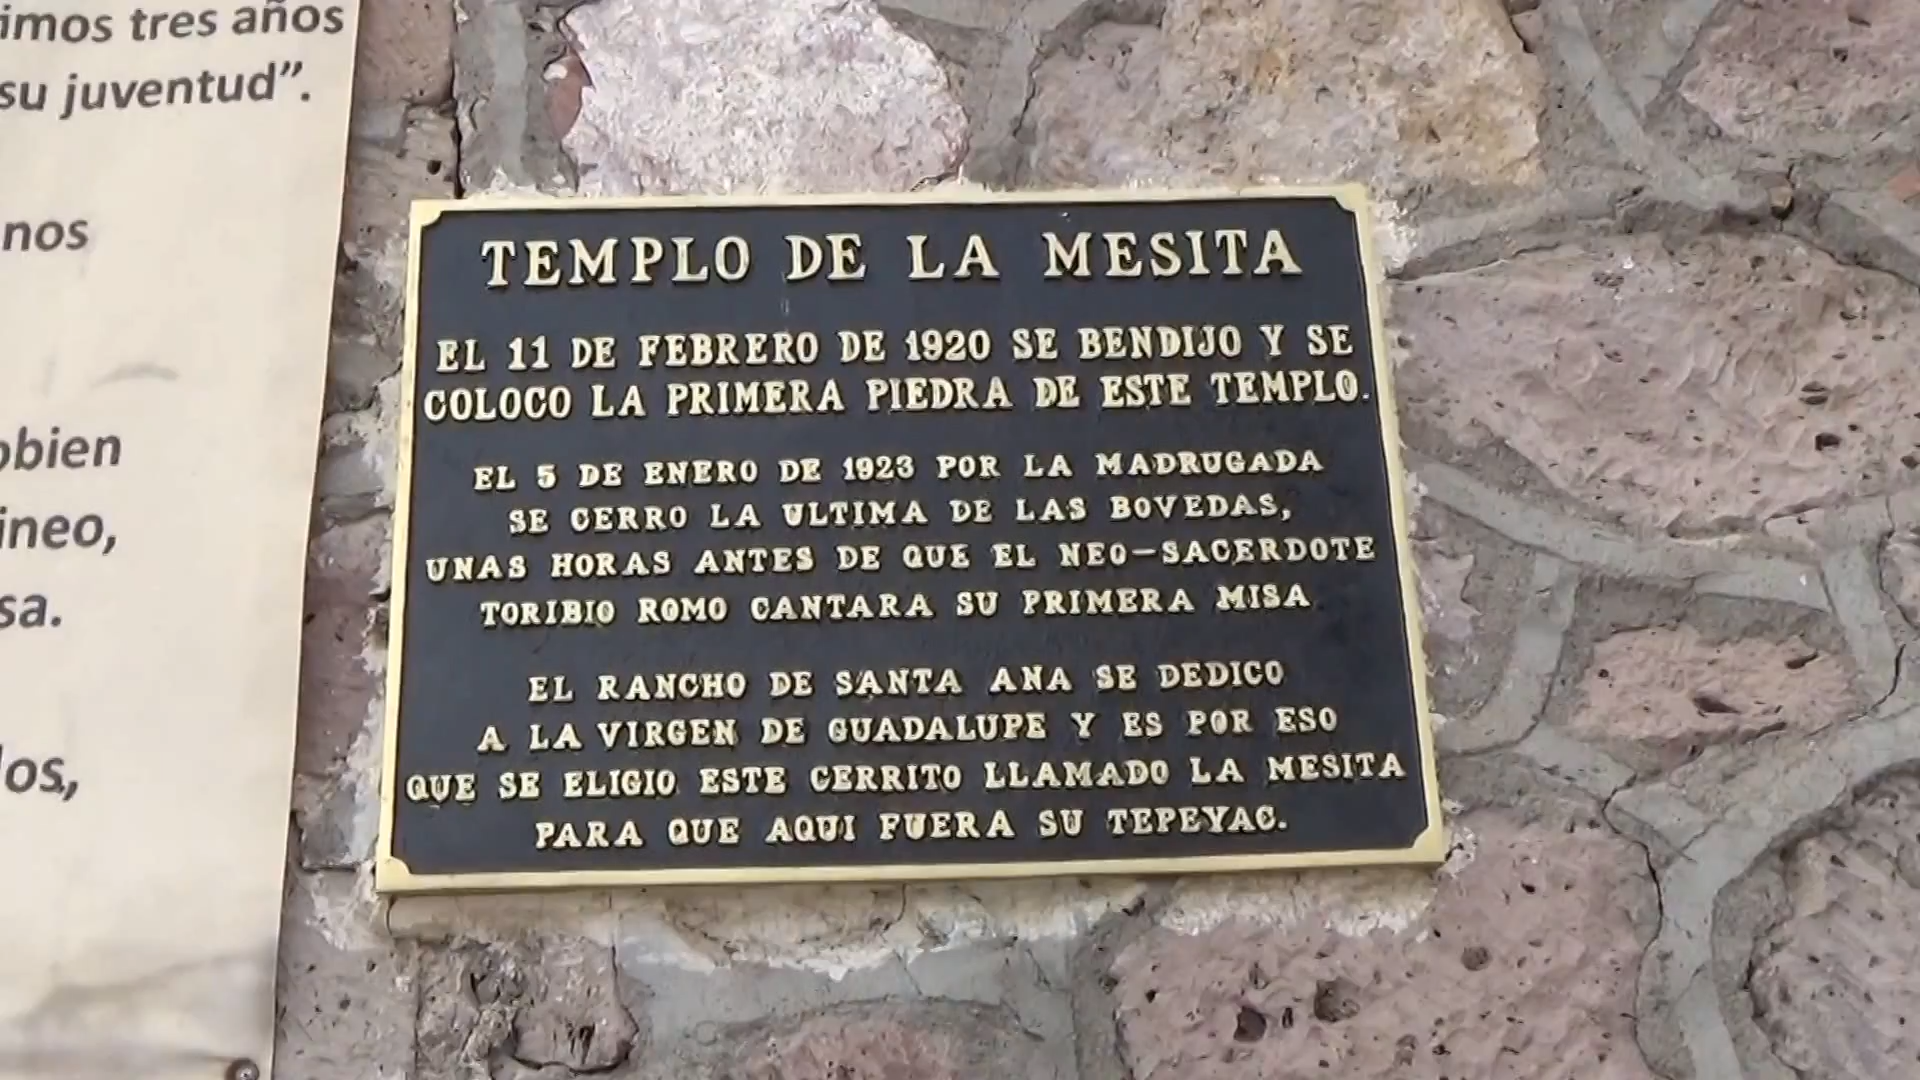 imos tres años
su juventud”.
nos
obien
ineo,
sa.
los,
TEMPLO DE LA MESITA
EL 11 DE FEBRERO DE 1920 SE BENDIJO Y SE
COLOCO LA PRIMERA PIEDRA DE ESTE TEMPLO.
EL 5 DE ENERO DE 1923 POR LA MADRUGADA
SE CERRO LA ULTIMA DE LAS BOVEDAS,
UNAS HORAS ANTES DE QUE EL NEO-SACERDOTE
TORIBIO ROMO CANTARA SU PRIMERA MISA
EL RANCHO DE SANTA ANA SE DEDICO
A LA VIRGEN DE GUADALUPE Y ES POR ESO
QUE SE ELIGIO ESTE CERRITO LLAMADO LA MESITA
PARA QUE AQUI FUERA SU TEPEYAC.